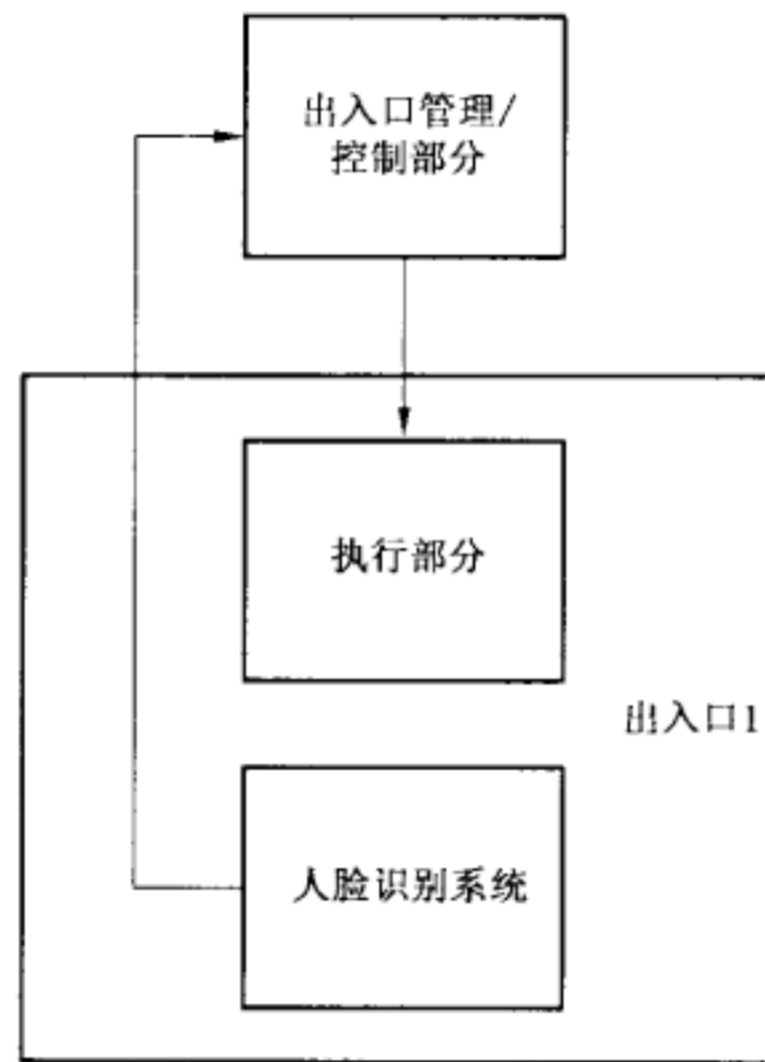 出入口管理/
控制部分
执行部分
出入口1
人脸识别系统